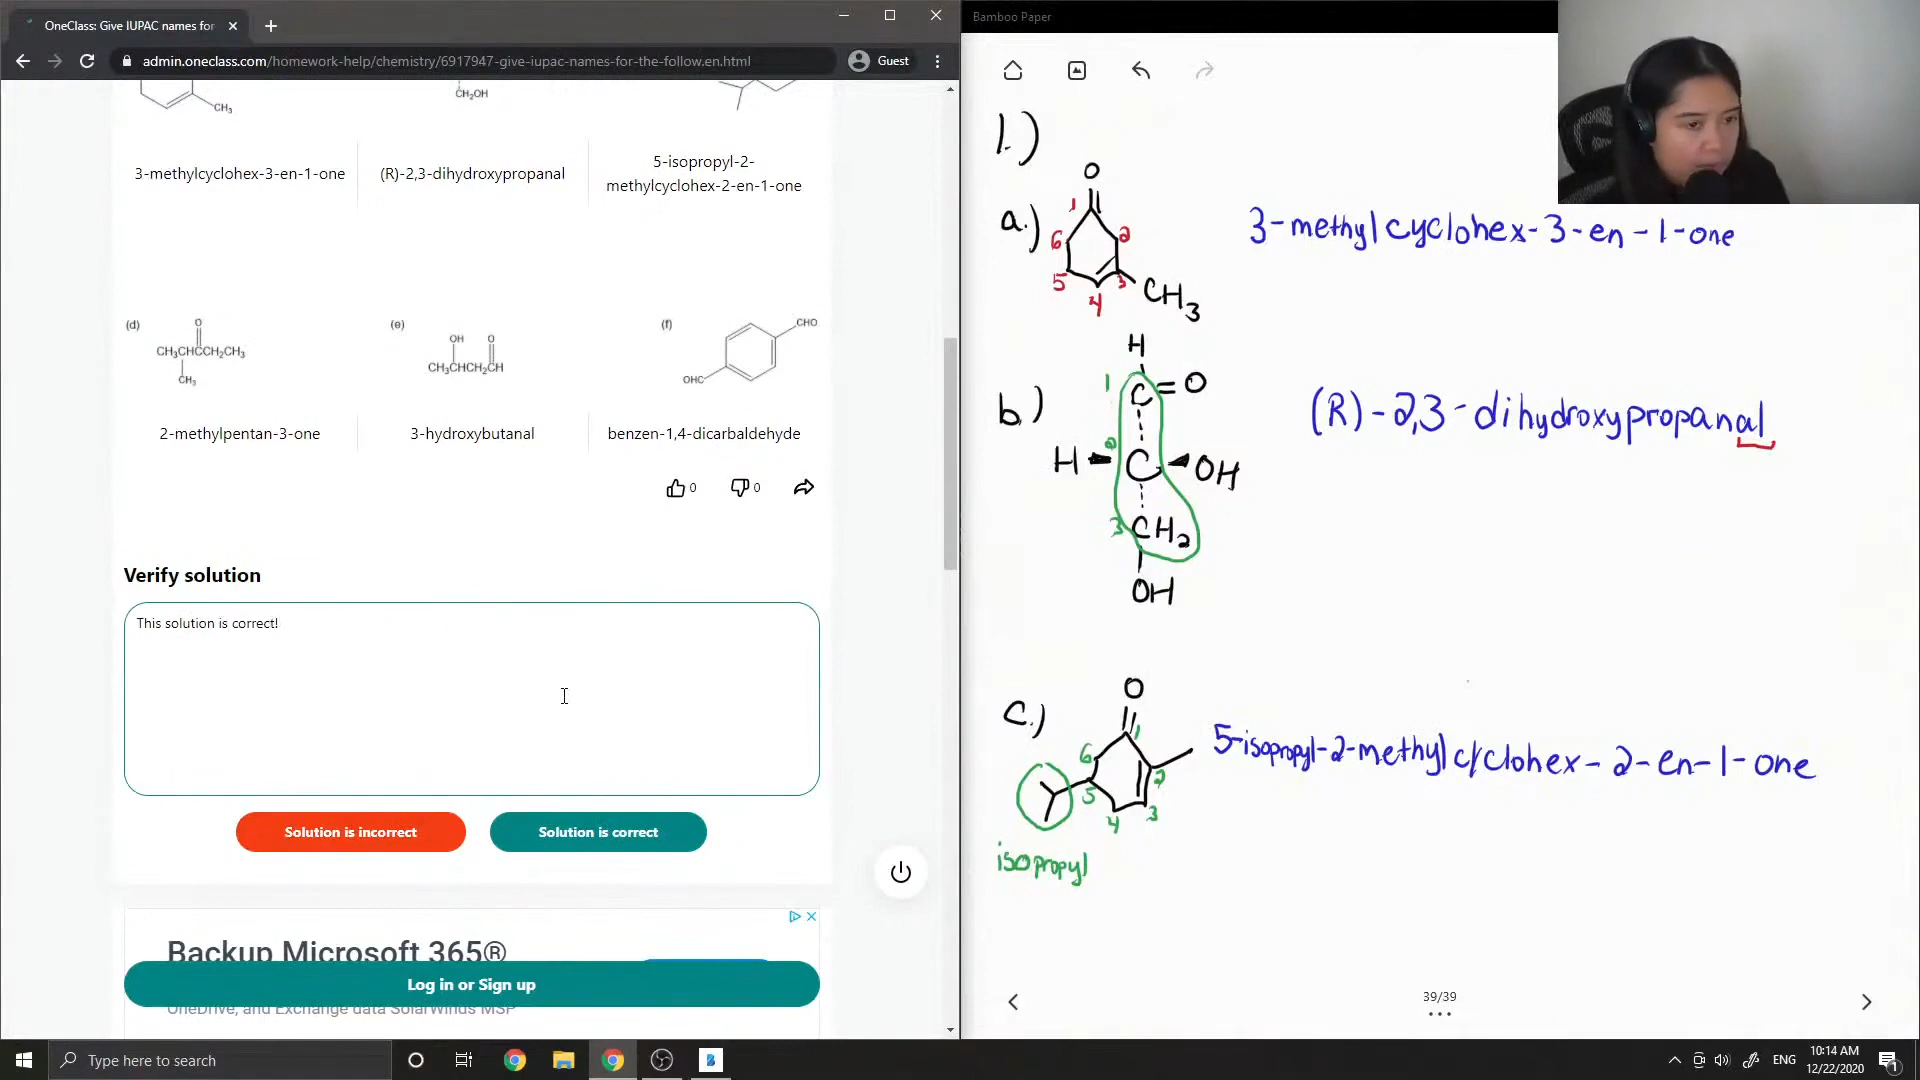 OneClass: Give IUPAC names for
admin.oneclass.com/homework-help/chemistry/6917947-give-iupac-names-for-the-follow.en.html
Guest
CH₃
CH₂OH
3-methylcyclohex-3-en-1-one
(R)-2,3-dihydroxypropanal
5-isopropyl-2-
methylcyclohex-2-en-1-one
(d)
O
CH₃CHCCH₂CH₃
CH₃
(e)
OH O
CH₃CHCH₂CH
(f)
CHO
OHC
2-methylpentan-3-one
3-hydroxybutanal
benzen-1,4-dicarbaldehyde
0
0
Verify solution
This solution is correct!
Solution is incorrect
Solution is correct
Backup Microsoft 365®
Log in or Sign up
OneDrive, and Exchange data SolarWinds MSP
Bamboo Paper
1.)
a.)
O
1
6 2
5 3
4
CH₃
3-methylcyclohex-3-en-1-one
b.)
H
1 C=O
2
H C OH
3 CH₂
OH
(R)-2,3-dihydroxypropanal
c.)
O
1
6
2
5
3
4
isopropyl
5-isopropyl-2-methylcyclohex-2-en-1-one
39/39
Type here to search
ENG
10:14 AM
12/22/2020
1